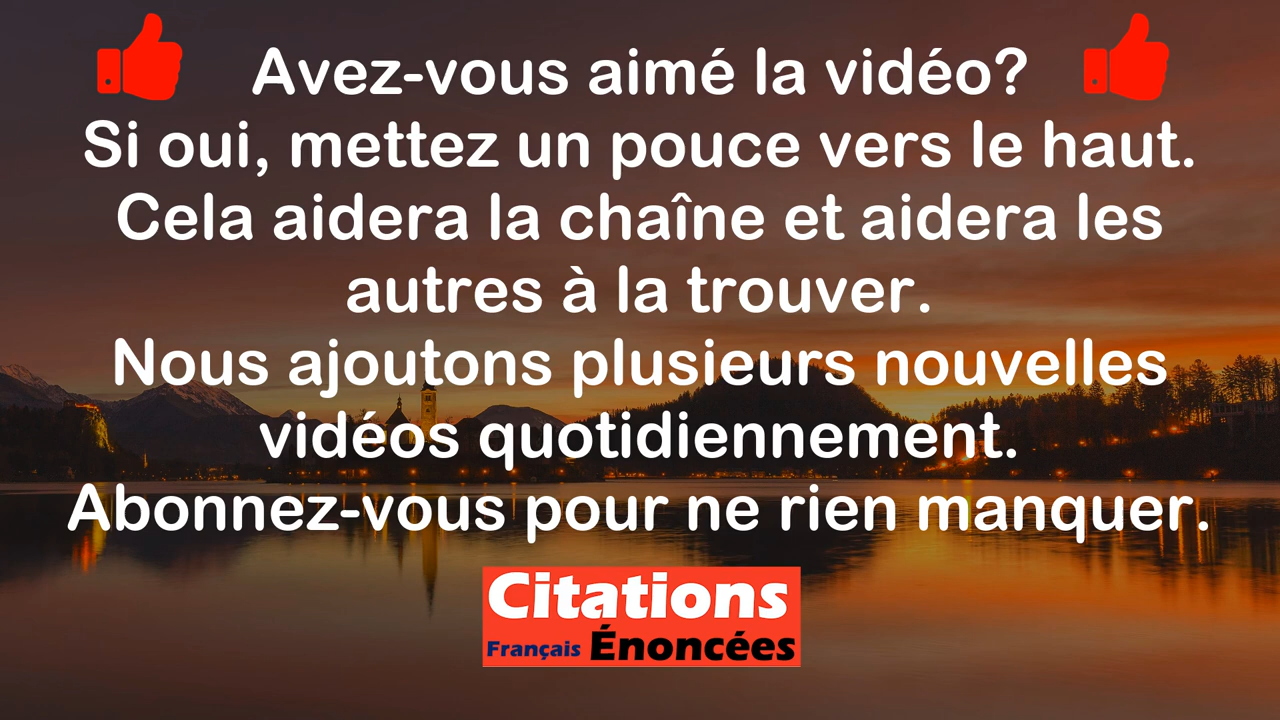 Avez-vous aimé la vidéo?
Si oui, mettez un pouce vers le haut.
Cela aidera la chaîne et aidera les
autres à la trouver.
Nous ajoutons plusieurs nouvelles
vidéos quotidiennement.
Abonnez-vous pour ne rien manquer.
Citations
Français Énoncées